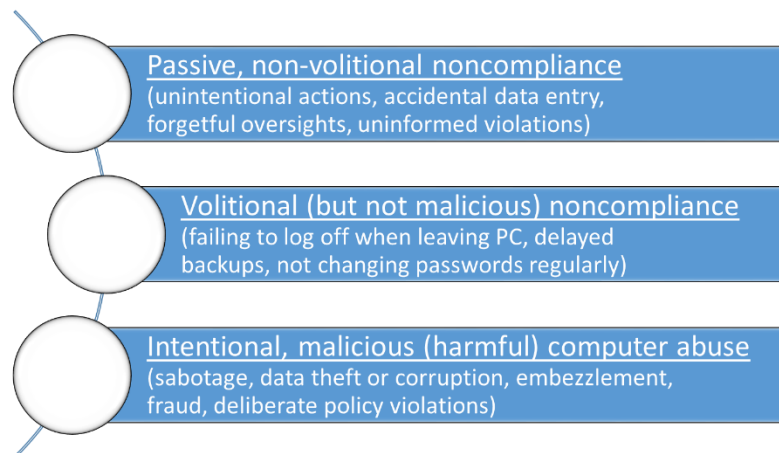 Passive, non-volitional noncompliance
(unintentional actions, accidental data entry,
forgetful oversights, uninformed violations)
Volitional (but not malicious) noncompliance
(failing to log off when leaving PC, delayed
backups, not changing passwords regularly)
Intentional, malicious (harmful) computer abuse
(sabotage, data theft or corruption, embezzlement,
fraud, deliberate policy violations)